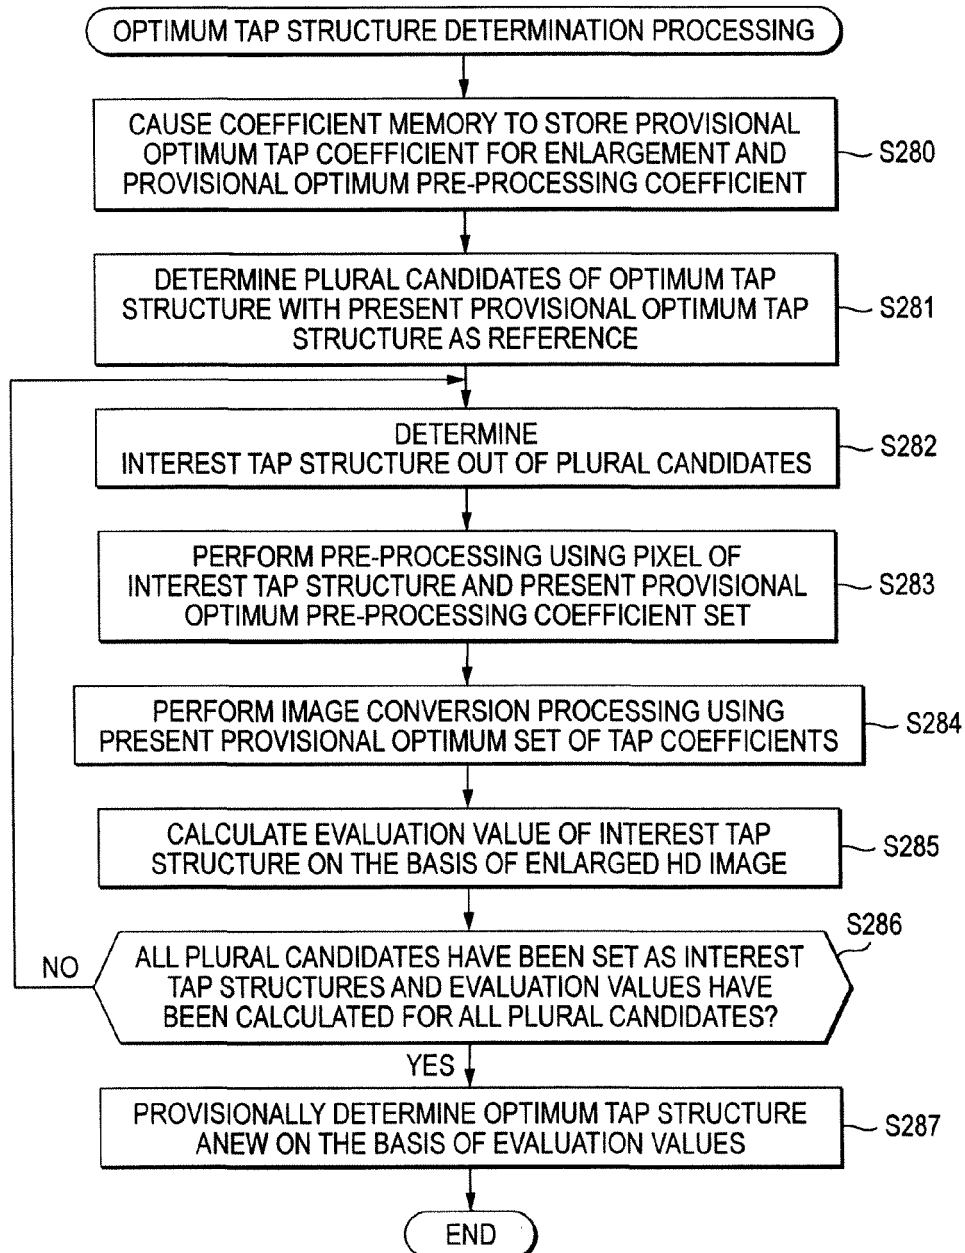 OPTIMUM TAP STRUCTURE DETERMINATION PROCESSING
CAUSE COEFFICIENT MEMORY TO STORE PROVISIONAL
OPTIMUM TAP COEFFICIENT FOR ENLARGEMENT AND
PROVISIONAL OPTIMUM PRE-PROCESSING COEFFICIENT
S280
DETERMINE PLURAL CANDIDATES OF OPTIMUM TAP
STRUCTURE WITH PRESENT PROVISIONAL OPTIMUM TAP
STRUCTURE AS REFERENCE
S281
DETERMINE
INTEREST TAP STRUCTURE OUT OF PLURAL CANDIDATES
S282
PERFORM PRE-PROCESSING USING PIXEL OF
INTEREST TAP STRUCTURE AND PRESENT PROVISIONAL
OPTIMUM PRE-PROCESSING COEFFICIENT SET
S283
PERFORM IMAGE CONVERSION PROCESSING USING
PRESENT PROVISIONAL OPTIMUM SET OF TAP COEFFICIENTS
S284
CALCULATE EVALUATION VALUE OF INTEREST TAP
STRUCTURE ON THE BASIS OF ENLARGED HD IMAGE
S285
S286
ALL PLURAL CANDIDATES HAVE BEEN SET AS INTEREST
TAP STRUCTURES AND EVALUATION VALUES HAVE
BEEN CALCULATED FOR ALL PLURAL CANDIDATES?
NO
YES
PROVISIONALLY DETERMINE OPTIMUM TAP STRUCTURE
ANEW ON THE BASIS OF EVALUATION VALUES
S287
END